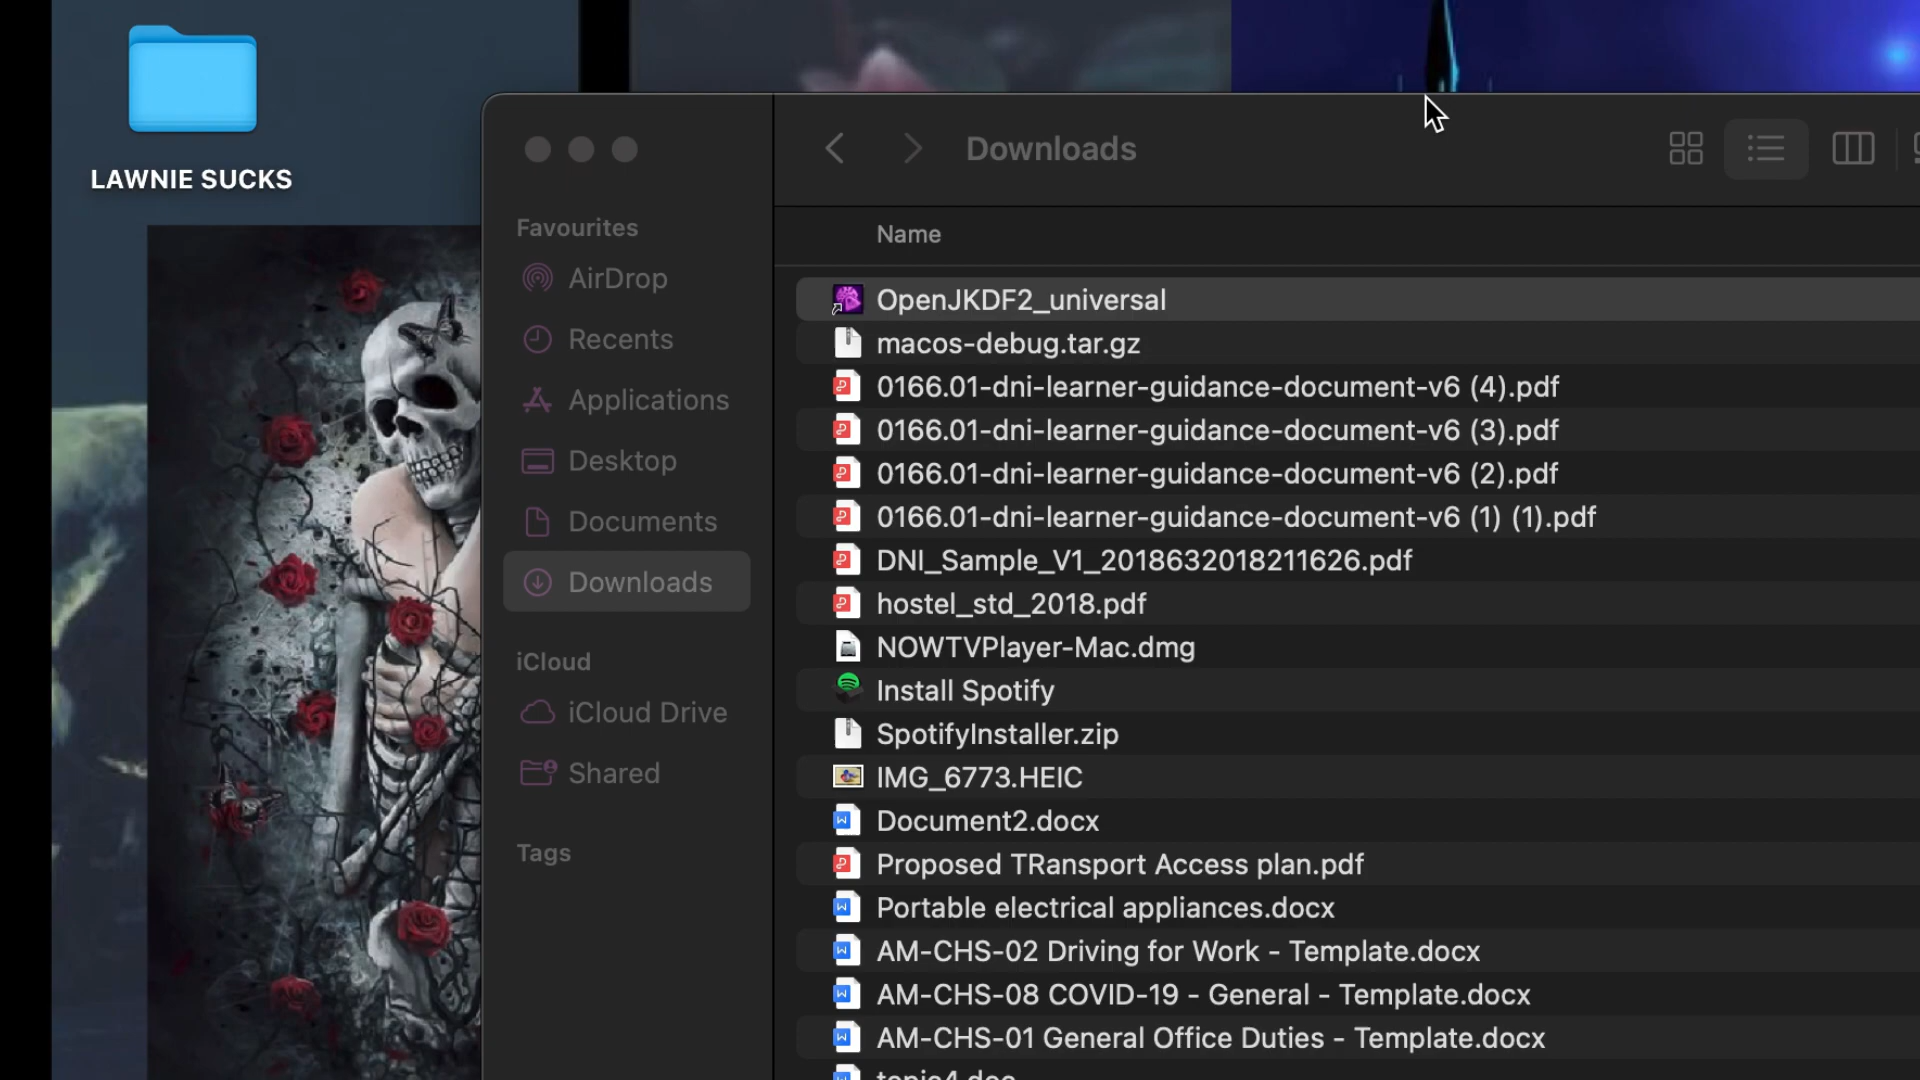 LAWNIE SUCKS
Downloads
Favourites
AirDrop
Recents
Applications
Desktop
Documents
Downloads
iCloud
iCloud Drive
Shared
Tags
Name
OpenJKDF2_universal
macos-debug.tar.gz
0166.01-dni-learner-guidance-document-v6 (4).pdf
0166.01-dni-learner-guidance-document-v6 (3).pdf
0166.01-dni-learner-guidance-document-v6 (2).pdf
0166.01-dni-learner-guidance-document-v6 (1) (1).pdf
DNI_Sample_V1_2018632018211626.pdf
hostel_std_2018.pdf
NOWTVPlayer-Mac.dmg
Install Spotify
SpotifyInstaller.zip
IMG_6773.HEIC
Document2.docx
Proposed TRansport Access plan.pdf
Portable electrical appliances.docx
AM-CHS-02 Driving for Work - Template.docx
AM-CHS-08 COVID-19 - General - Template.docx
AM-CHS-01 General Office Duties - Template.docx